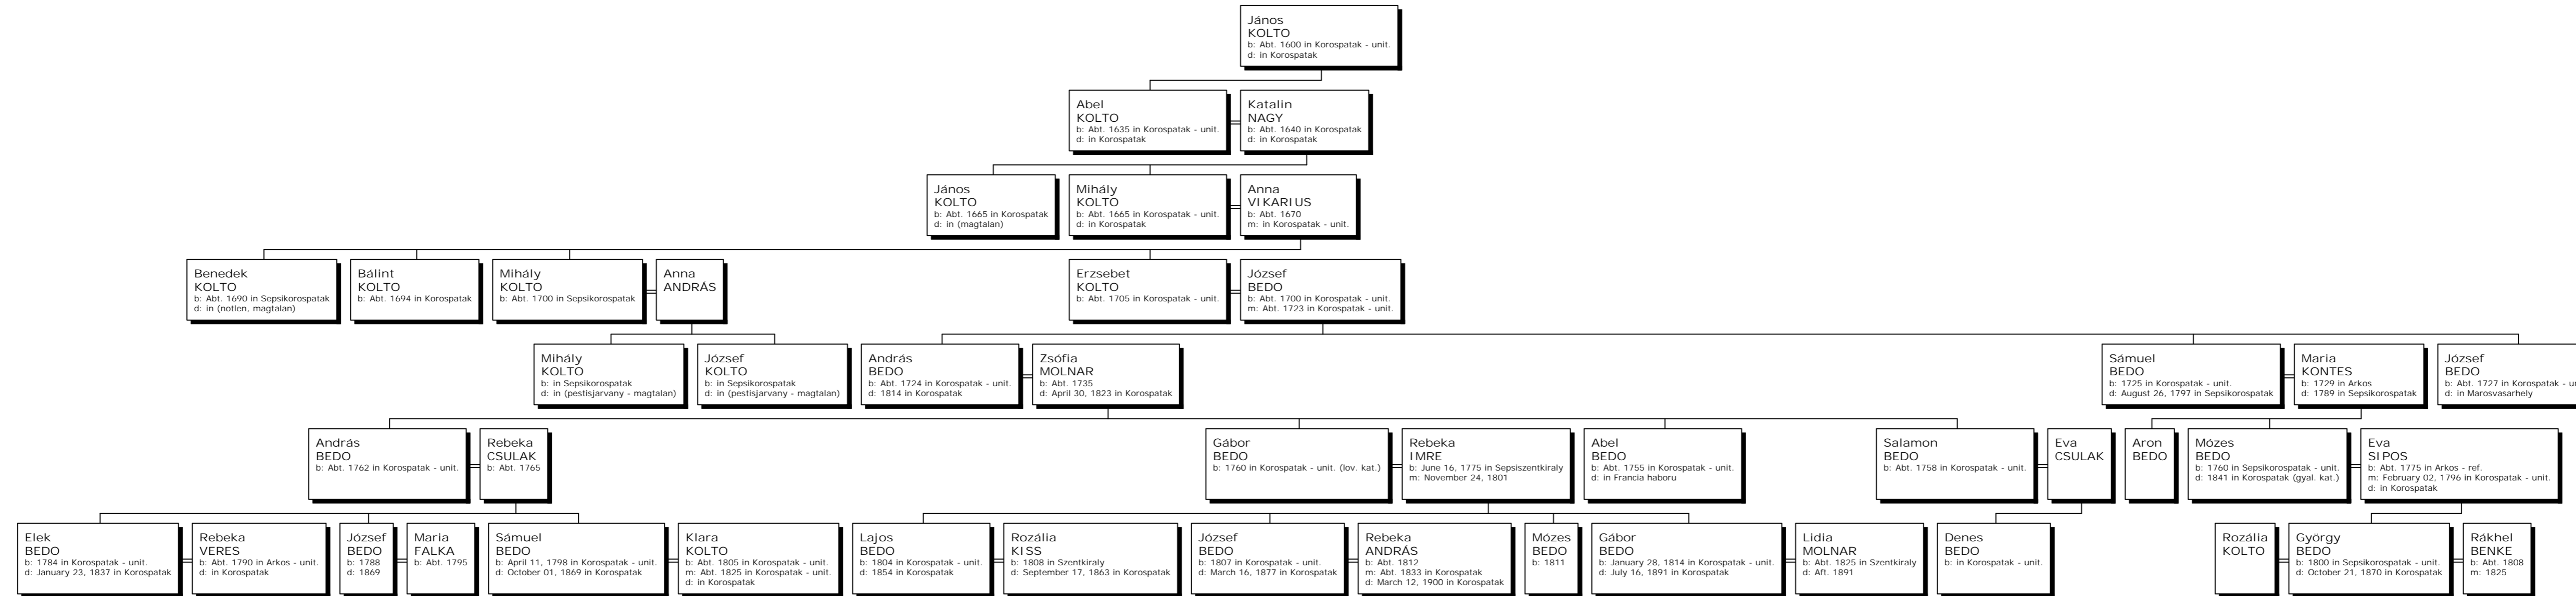 János
KOLTO
b: Abt. 1600 in Korospatak - unit.
d: in Korospatak
Abel
KOLTO
b: Abt. 1635 in Korospatak - unit.
d: in Korospatak
Katalin
NAGY
b: Abt. 1640 in Korospatak
d: in Korospatak
János
KOLTO
b: Abt. 1665 in Korospatak
d: in (magtalan)
Mihály
KOLTO
b: Abt. 1665 in Korospatak - unit.
d: in Korospatak
Anna
VIKARIUS
b: Abt. 1670
m: in Korospatak - unit.
Benedek
KOLTO
b: Abt. 1690 in Sepsikorospatak
d: in (notlen, magtalan)
Bálint
KOLTO
b: Abt. 1694 in Korospatak
Mihály
KOLTO
b: Abt. 1700 in Sepsikorospatak
Anna
ANDRÁS
Erzsebet
KOLTO
b: Abt. 1705 in Korospatak - unit.
József
BEDO
b: Abt. 1700 in Korospatak - unit.
m: Abt. 1723 in Korospatak - unit.
Mihály
KOLTO
b: in Sepsikorospatak
d: in (pestisjarvany - magtalan)
József
KOLTO
b: in Sepsikorospatak
d: in (pestisjarvany - magtalan)
András
BEDO
b: Abt. 1724 in Korospatak - unit.
d: 1814 in Korospatak
Zsófia
MOLNAR
b: Abt. 1735
d: April 30, 1823 in Korospatak
Sámuel
BEDO
b: 1725 in Korospatak - unit.
d: August 26, 1797 in Sepsikorospatak
Maria
KONTES
b: 1729 in Arkos
d: 1789 in Sepsikorospatak
József
BEDO
b: Abt. 1727 in Korospatak -
d: in Marosvasarhely
András
BEDO
b: Abt. 1762 in Korospatak - unit.
Rebeka
CSULAK
b: Abt. 1765
Gábor
BEDO
b: 1760 in Korospatak - unit. (lov. kat.)
Rebeka
IMRE
b: June 16, 1775 in Sepsiszentkiraly
m: November 24, 1801
Abel
BEDO
b: Abt. 1755 in Korospatak - unit.
d: in Francia haboru
Salamon
BEDO
b: Abt. 1758 in Korospatak - unit.
Eva
CSULAK
Aron
BEDO
Mózes
BEDO
b: 1760 in Sepsikorospatak - unit.
d: 1841 in Korospatak (gyal. kat.)
Eva
SIPOS
b: Abt. 1775 in Arkos - ref.
m: February 02, 1796 in Korospatak - unit.
d: in Korospatak
Elek
BEDO
b: 1784 in Korospatak - unit.
d: January 23, 1837 in Korospatak
Rebeka
VERES
b: Abt. 1790 in Arkos - unit.
d: in Korospatak
József
BEDO
b: 1788
d: 1869
Maria
FALKA
b: Abt. 1795
Sámuel
BEDO
b: April 11, 1798 in Korospatak - unit.
d: October 01, 1869 in Korospatak
Klara
KOLTO
b: Abt. 1805 in Korospatak - unit.
m: Abt. 1825 in Korospatak - unit.
d: in Korospatak
Lajos
BEDO
b: 1804 in Korospatak - unit.
d: 1854 in Korospatak
Rozália
KISS
b: 1808 in Szentkiraly
d: September 17, 1863 in Korospatak
József
BEDO
b: 1807 in Korospatak - unit.
d: March 16, 1877 in Korospatak
Rebeka
ANDRÁS
b: Abt. 1812
m: Abt. 1833 in Korospatak
d: March 12, 1900 in Korospatak
Mózes
BEDO
b: 1811
Gábor
BEDO
b: January 28, 1814 in Korospatak - unit.
d: July 16, 1891 in Korospatak
Lidia
MOLNAR
b: Abt. 1825 in Szentkiraly
d: Aft. 1891
Denes
BEDO
b: in Korospatak - unit.
Rozália
KOLTO
György
BEDO
b: 1800 in Sepsikorospatak - unit.
d: October 21, 1870 in Korospatak
Rákhel
BENKE
b: Abt. 1808
m: 1825